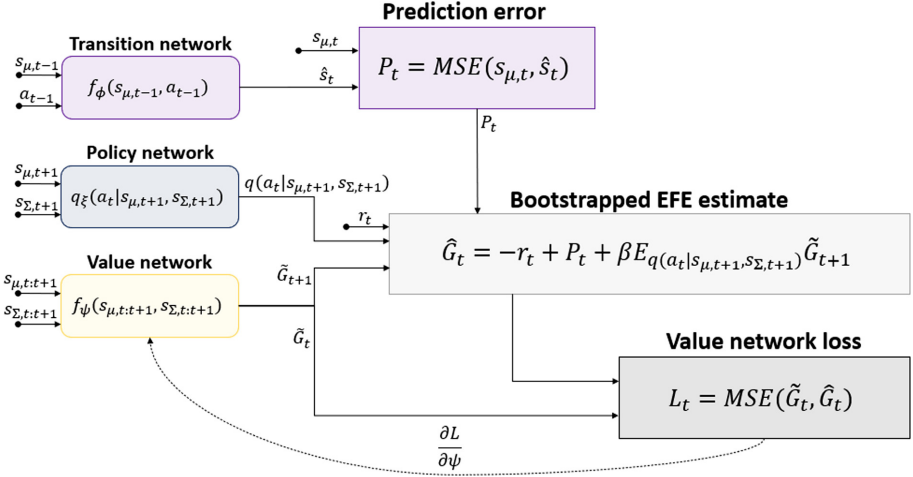 Prediction error
Transition network
s_{μ,t−1}
a_{t−1}
f_ϕ(s_{μ,t−1}, a_{t−1})
ŝ_t
s_{μ,t}
P_t = MSE(s_{μ,t}, ŝ_t)
P_t
Policy network
s_{μ,t+1}
s_{Σ,t+1}
q_ξ(a_t|s_{μ,t+1}, s_{Σ,t+1})
q(a_t|s_{μ,t+1}, s_{Σ,t+1})
r_t
Bootstrapped EFE estimate
Ĝ_t = −r_t + P_t + βE_{q(a_t|s_{μ,t+1},s_{Σ,t+1})}G̃_{t+1}
Value network
s_{μ,t:t+1}
s_{Σ,t:t+1}
f_ψ(s_{μ,t:t+1}, s_{Σ,t:t+1})
G̃_{t+1}
G̃_t
Value network loss
L_t = MSE(G̃_t, Ĝ_t)
∂L
∂ψ